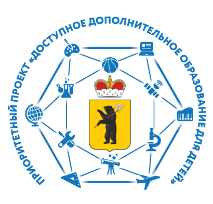 ПРИОРИТЕТНЫЙ ПРОЕКТ «ДОСТУПНОЕ ДОПОЛНИТЕЛЬНОЕ ОБРАЗОВАНИЕ ДЛЯ ДЕТЕЙ»